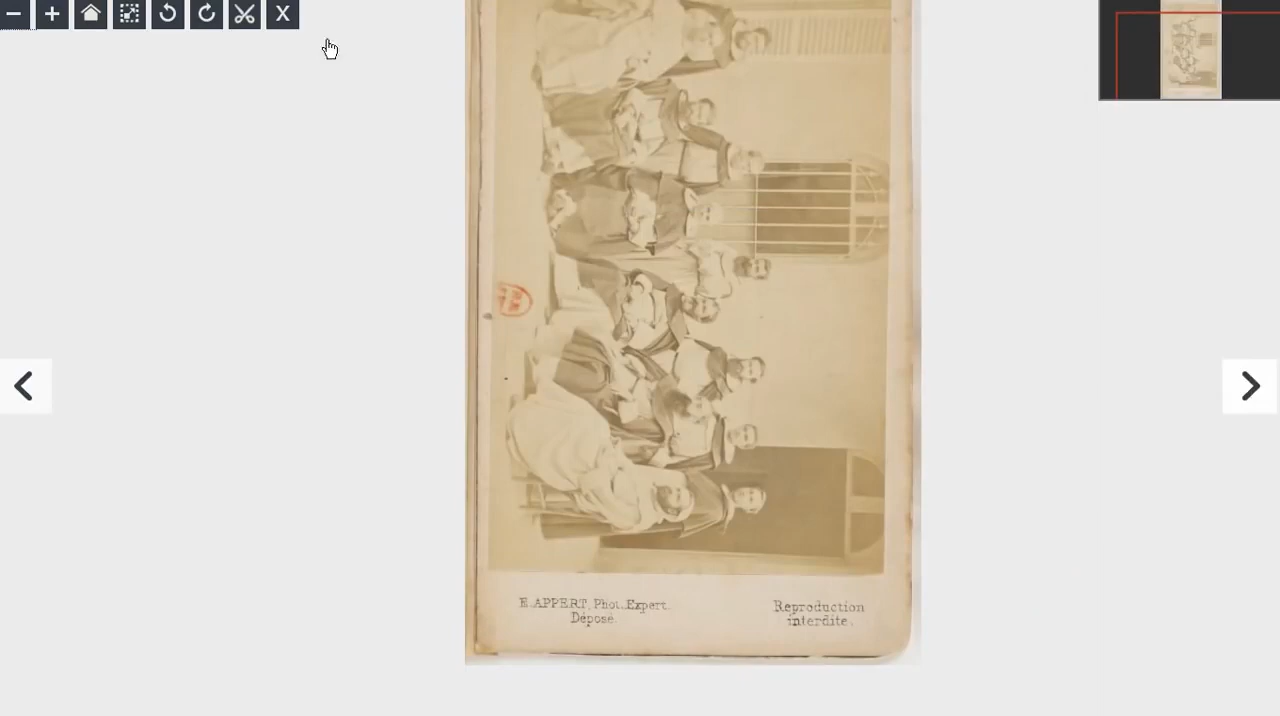 E. APPERT, Phot. Expert.
Déposé.
Reproduction
interdite.